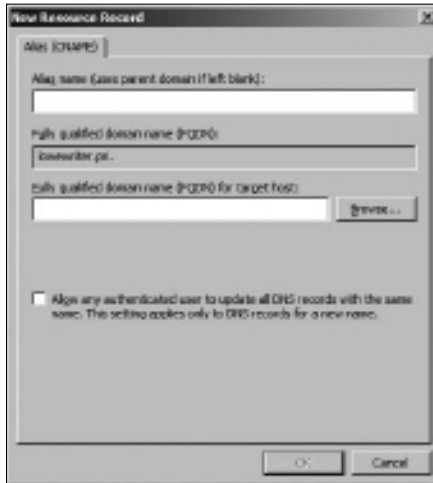 New Resource Record
Alias (CNAME)
Alias name (uses parent domain if left blank):
Fully qualified domain name (FQDN):
lowewriter.pri.
Fully qualified domain name (FQDN) for target host:
Browse...
Allow any authenticated user to update all DNS records with the same
name. This setting applies only to DNS records for a new name.
OK
Cancel